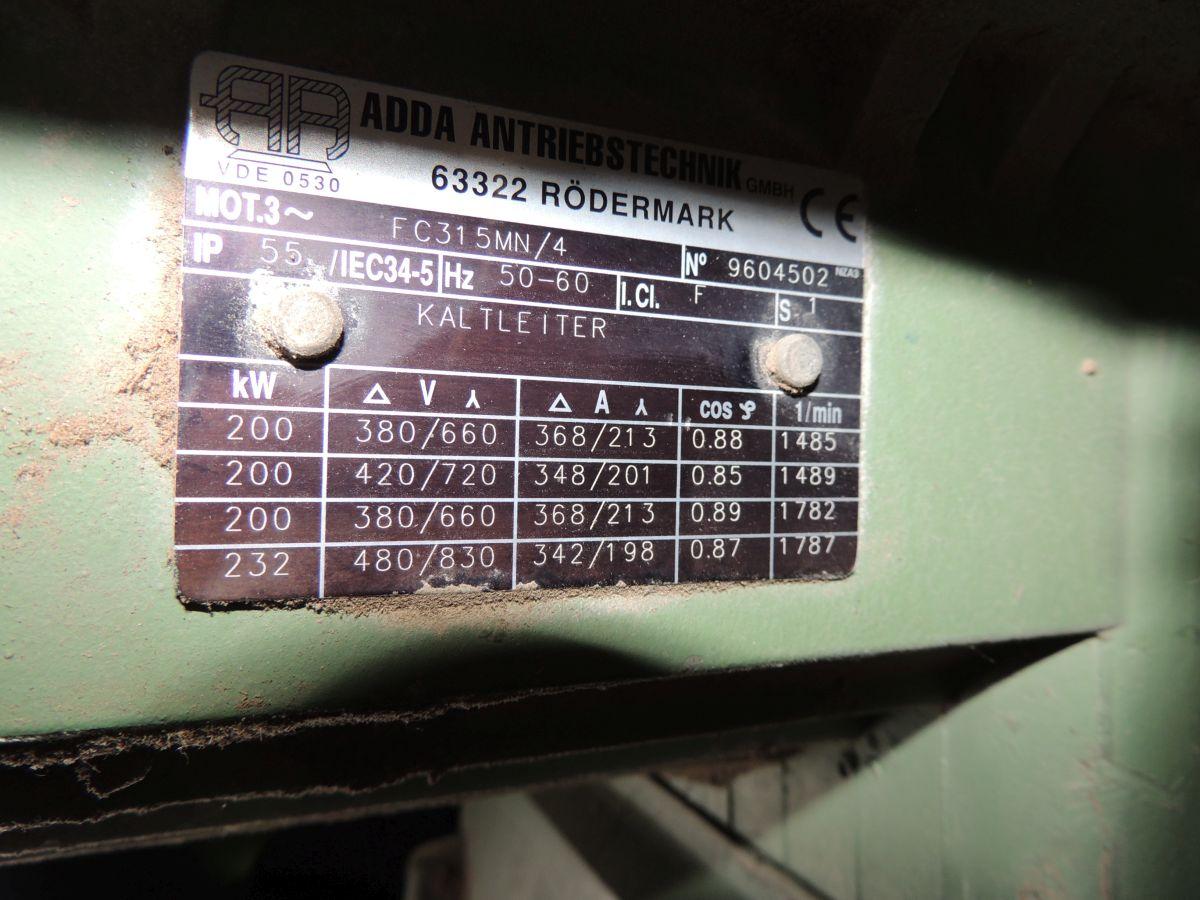 ADDA ANTRIEBSTECHNIK GMBH
VDE 0530
63322 RÖDERMARK CE
MOT.3~ FC315MN/4 Nº 9604502
IP 55 /IEC34-5 Hz 50-60 I.Cl. F S 1
KALTLEITER
kW △ V 人 △ A 人 cos φ 1/min
200 380/660 368/213 0.88 1485
200 420/720 348/201 0.85 1489
200 380/660 368/213 0.89 1782
232 480/830 342/198 0.87 1787